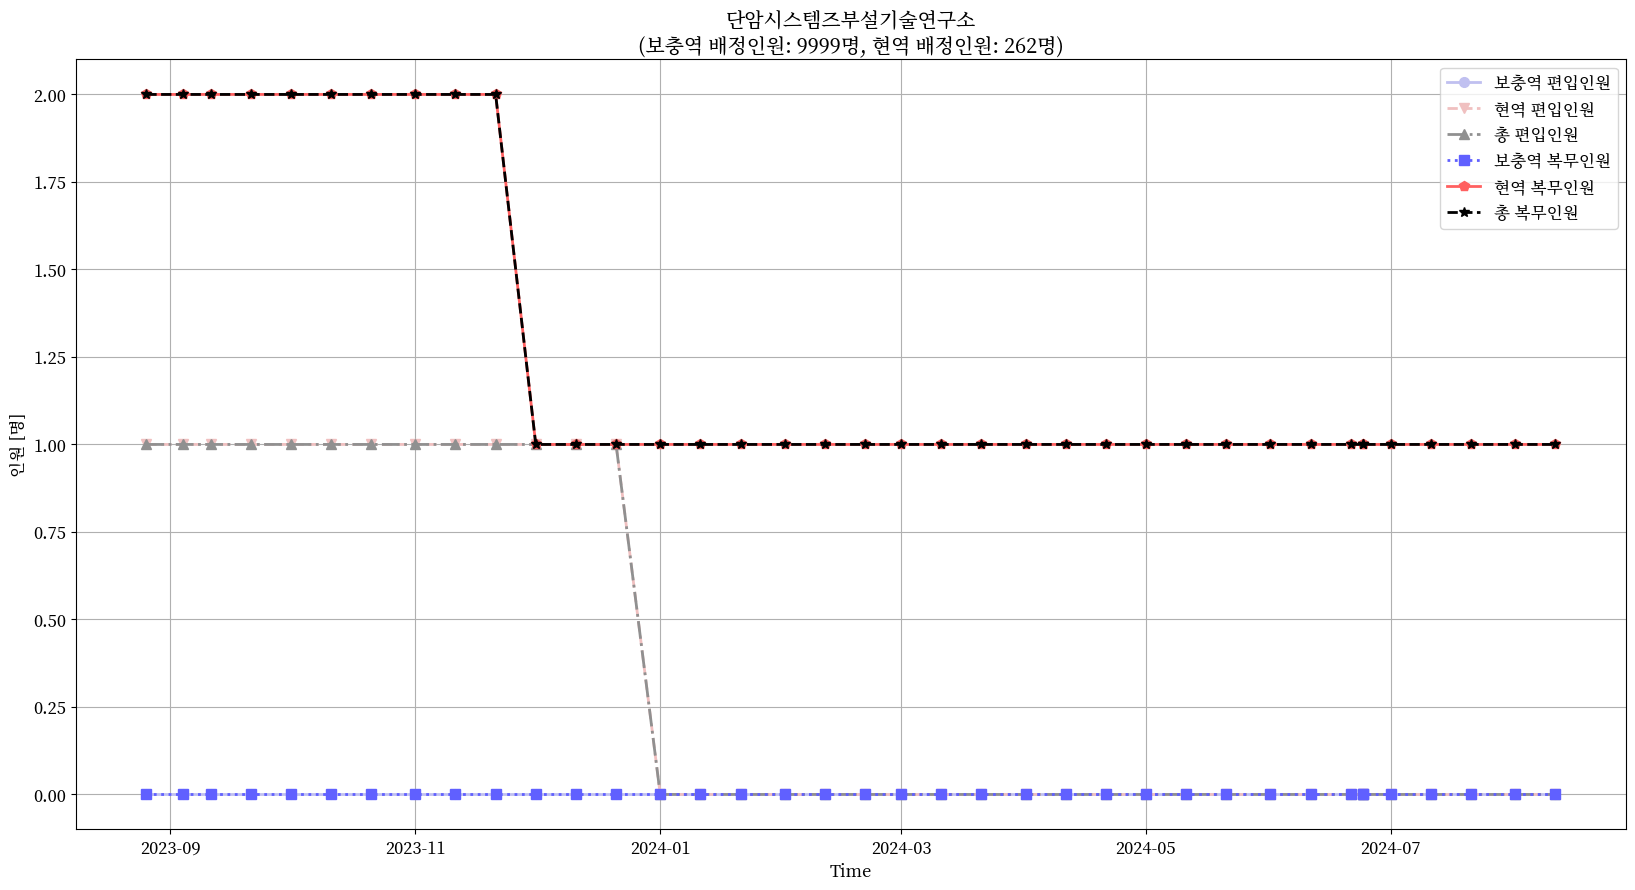 단암시스템즈부설기술연구소
(보충역 배정인원: 9999명, 현역 배정인원: 262명)
보충역 편입인원
현역 편입인원
총 편입인원
보충역 복무인원
현역 복무인원
총 복무인원
인원 [명]
2.00
1.75
1.50
1.25
1.00
0.75
0.50
0.25
0.00
2023-09
2023-11
2024-01
2024-03
2024-05
2024-07
Time